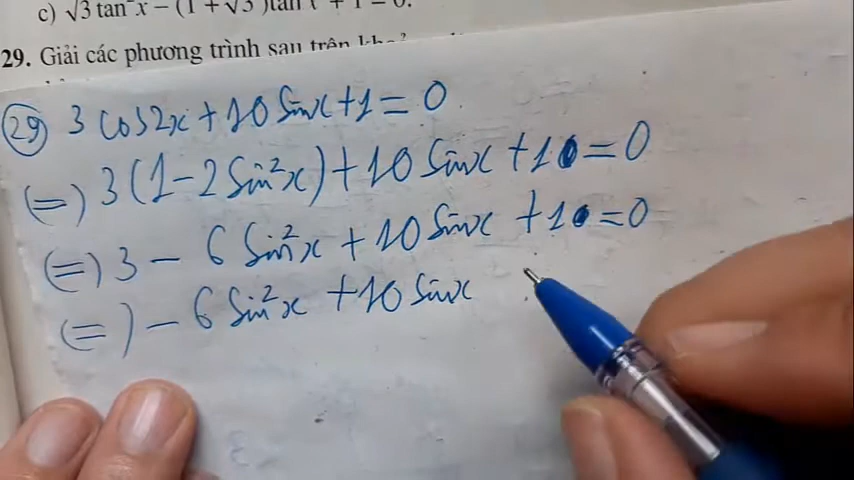 c) √3 tan²x − (1 + √3)tan x + 1 = 0.
29. Giải các phương trình sau trên
29 3 cos2x + 10 sinx + 1 = 0
(=) 3(1 − 2 sin²x) + 10 sinx + 1 = 0
(=) 3 − 6 sin²x + 10 sinx + 1 = 0
(=) − 6 sin²x + 10 sinx